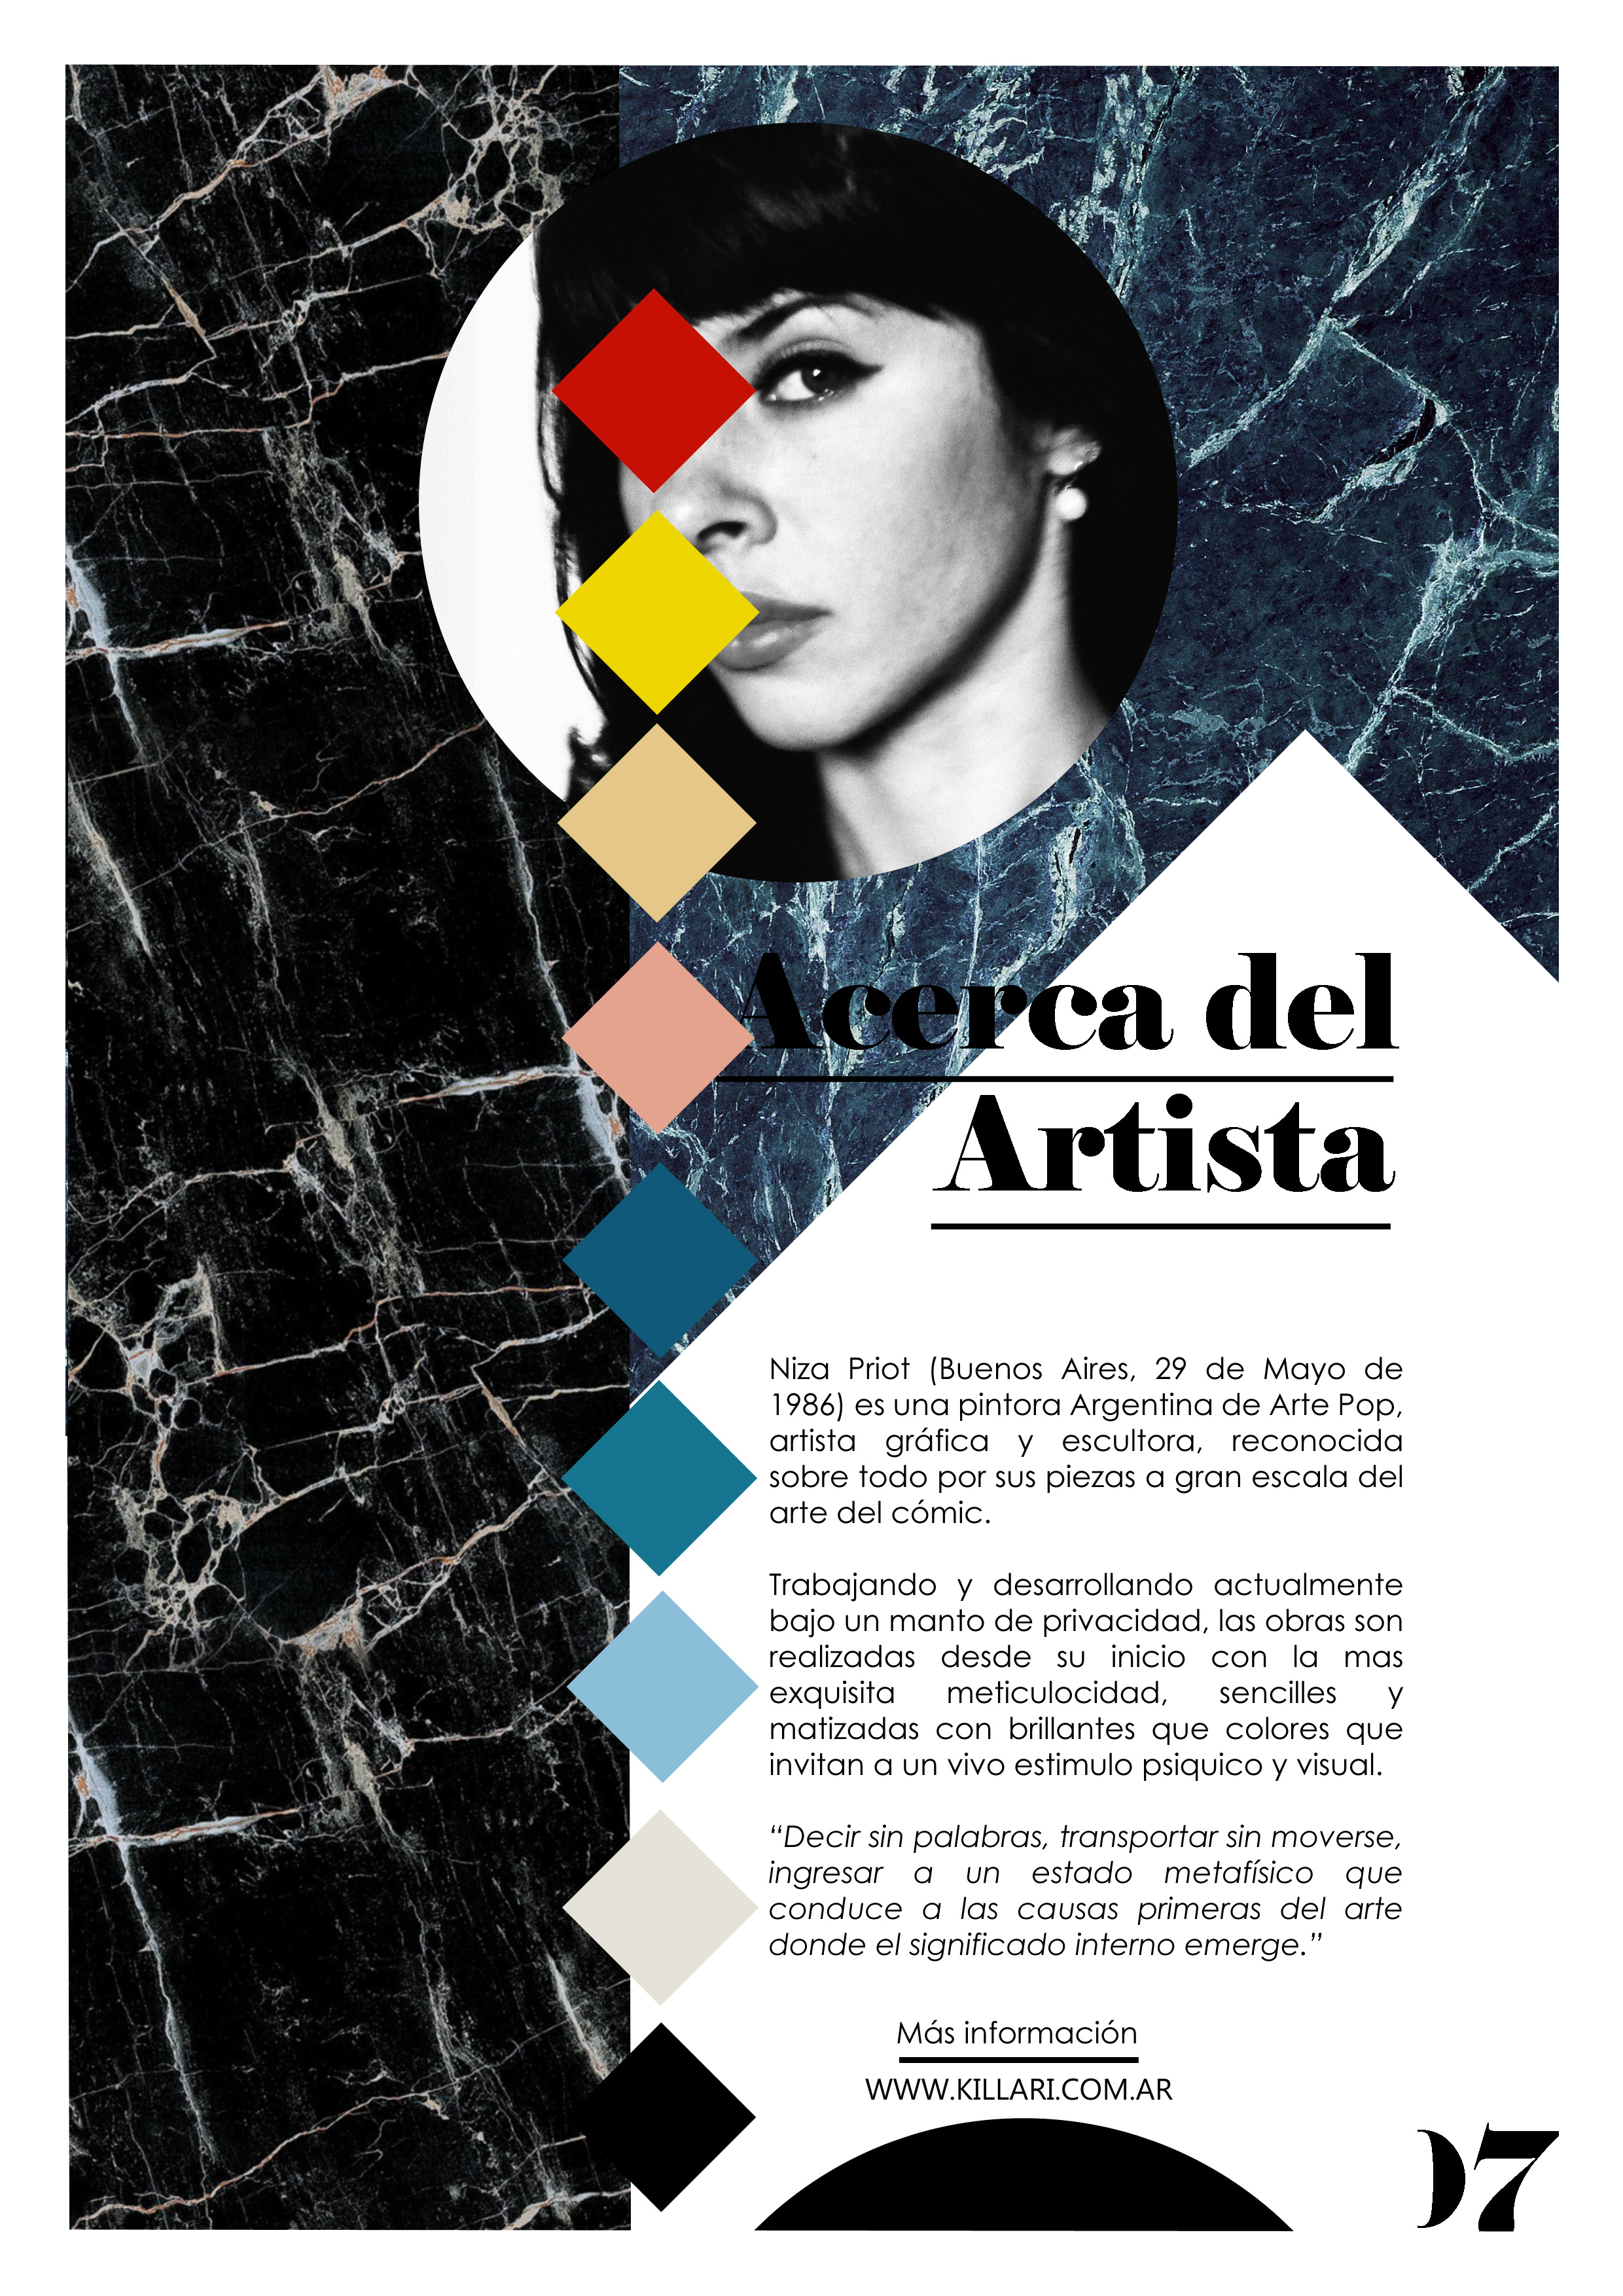 Acerca del
Artista
Niza Priot (Buenos Aires, 29 de Mayo de
1986) es una pintora Argentina de Arte Pop,
artista gráfica y escultora, reconocida
sobre todo por sus piezas a gran escala del
arte del cómic.
Trabajando y desarrollando actualmente
bajo un manto de privacidad, las obras son
realizadas desde su inicio con la mas
exquisita meticulocidad, sencilles y
matizadas con brillantes que colores que
invitan a un vivo estimulo psiquico y visual.
“Decir sin palabras, transportar sin moverse,
ingresar a un estado metafísico que
conduce a las causas primeras del arte
donde el significado interno emerge.”
Más información
WWW.KILLARI.COM.AR
07